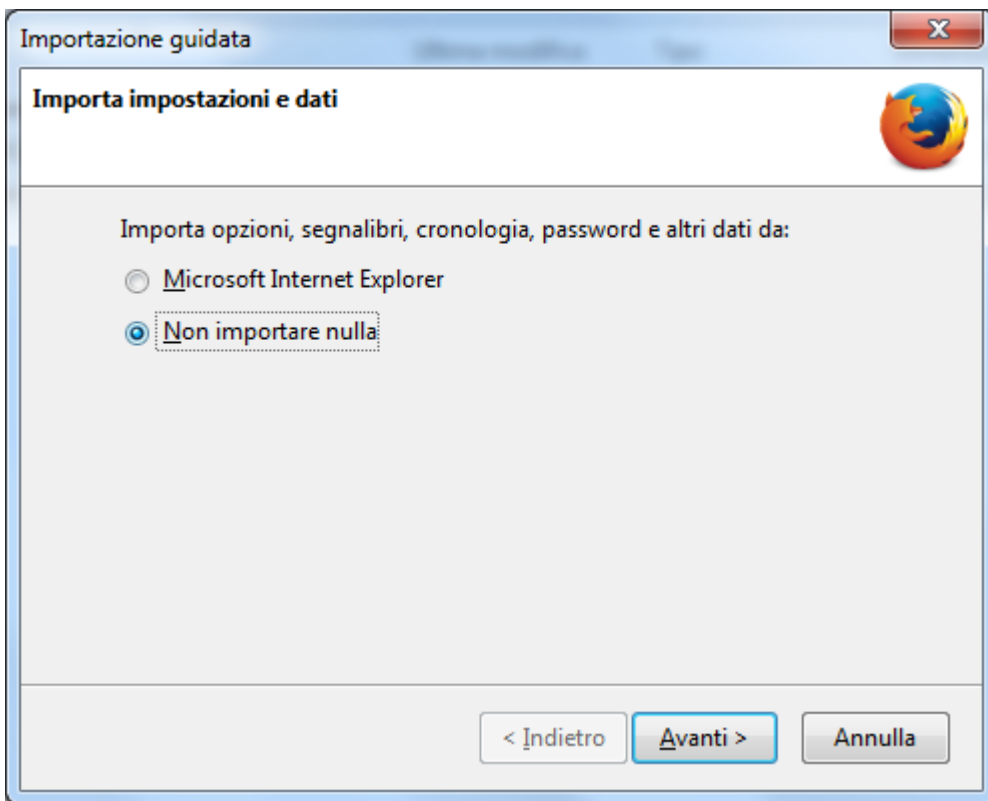 Importazione guidata
Importa impostazioni e dati
Importa opzioni, segnalibri, cronologia, password e altri dati da:
Microsoft Internet Explorer
Non importare nulla
< Indietro Avanti > Annulla